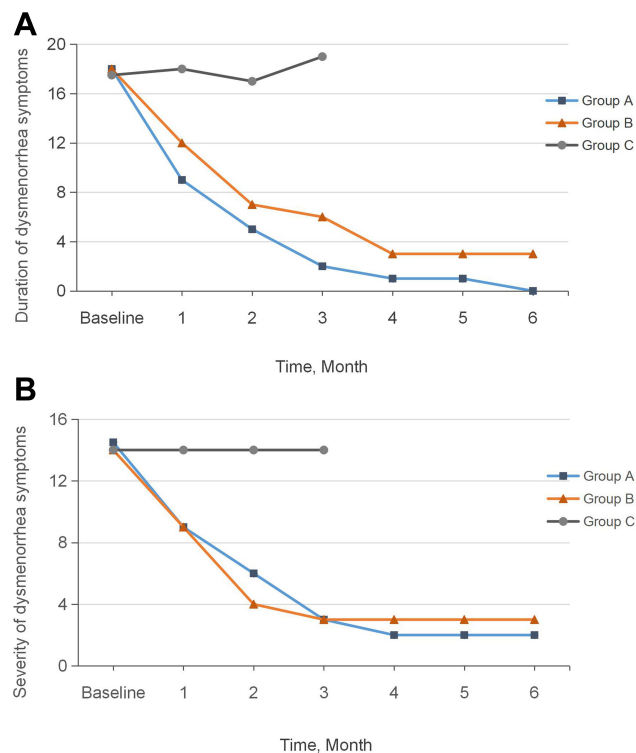 A
Duration of dysmenorrhea symptoms
20
16
12
8
4
0
Baseline 1 2 3 4 5 6
Time, Month
Group A
Group B
Group C
B
Severity of dysmenorrhea symptoms
16
12
8
4
0
Baseline 1 2 3 4 5 6
Time, Month
Group A
Group B
Group C